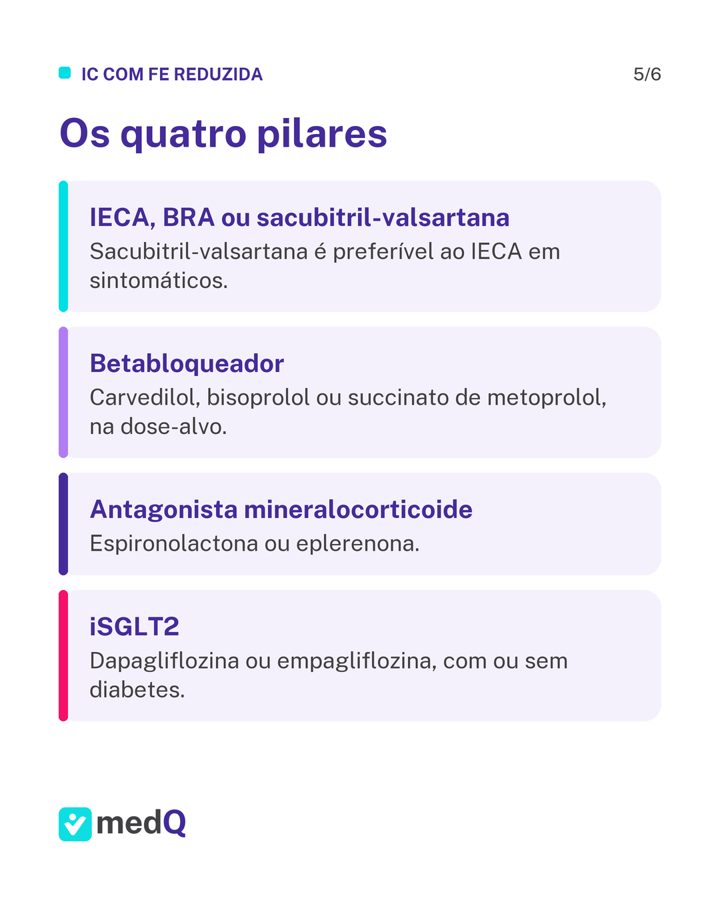 IC COM FE REDUZIDA
5/6
Os quatro pilares
IECA, BRA ou sacubitril-valsartana
Sacubitril-valsartana é preferível ao IECA em
sintomáticos.
Betabloqueador
Carvedilol, bisoprolol ou succinato de metoprolol,
na dose-alvo.
Antagonista mineralocorticoide
Espironolactona ou eplerenona.
iSGLT2
Dapagliflozina ou empagliflozina, com ou sem
diabetes.
medQ